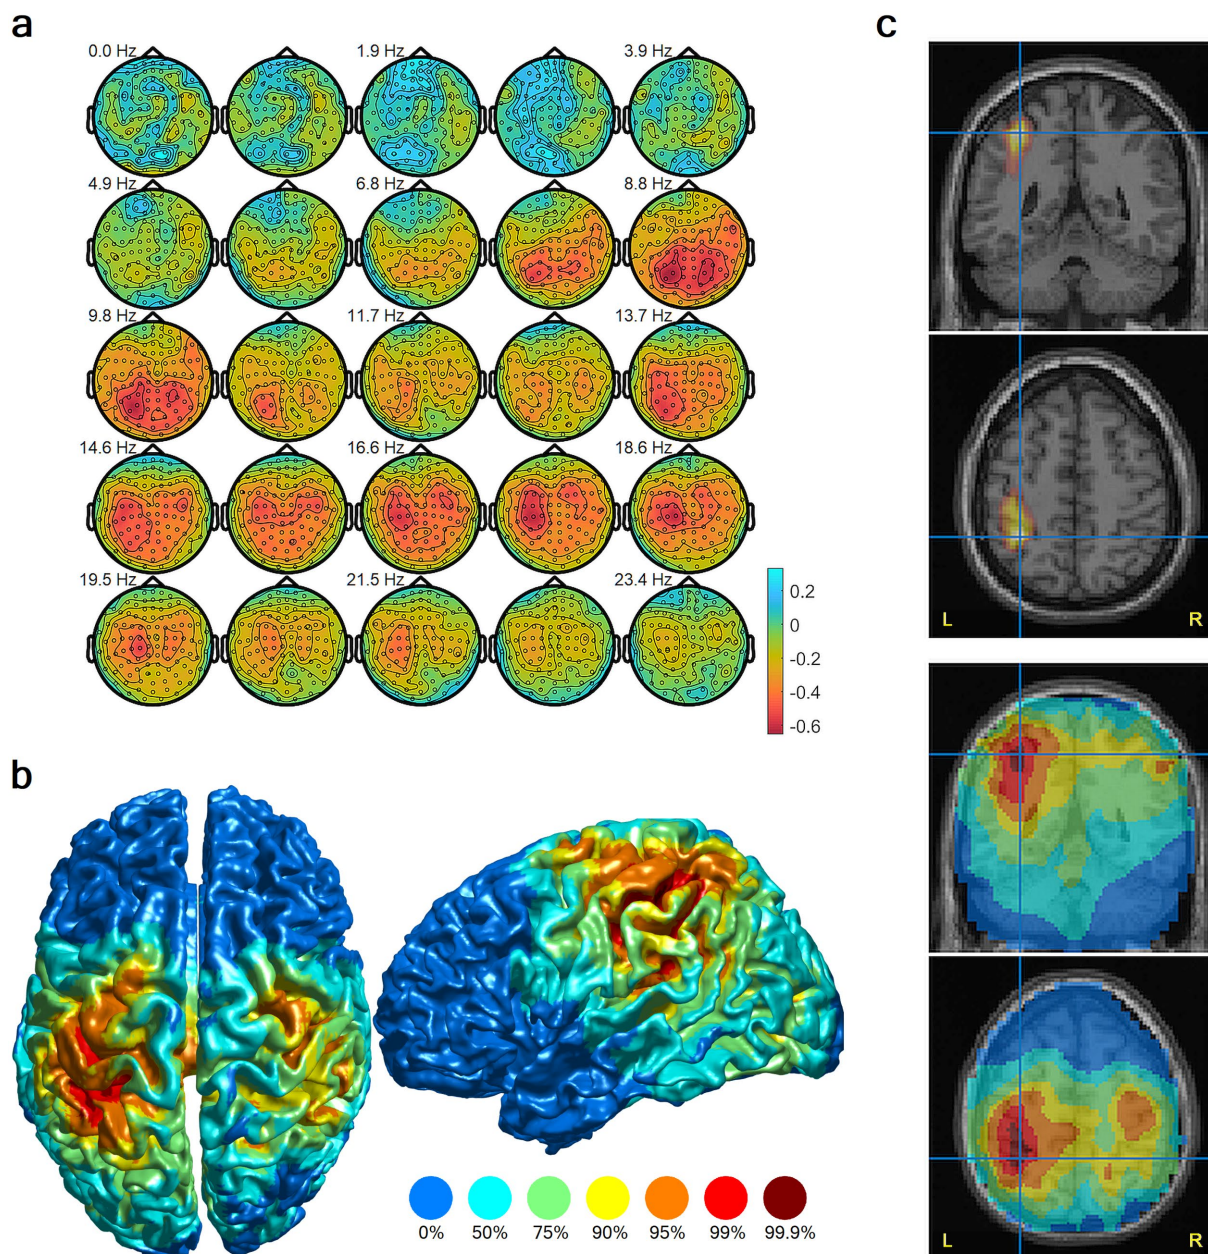 a
c
0.0 Hz 1.9 Hz 3.9 Hz
4.9 Hz 6.8 Hz 8.8 Hz
9.8 Hz 11.7 Hz 13.7 Hz
14.6 Hz 16.6 Hz 18.6 Hz
19.5 Hz 21.5 Hz 23.4 Hz
0.2
0
-0.2
-0.4
-0.6
L R
b
0% 50% 75% 90% 95% 99% 99.9%
L R